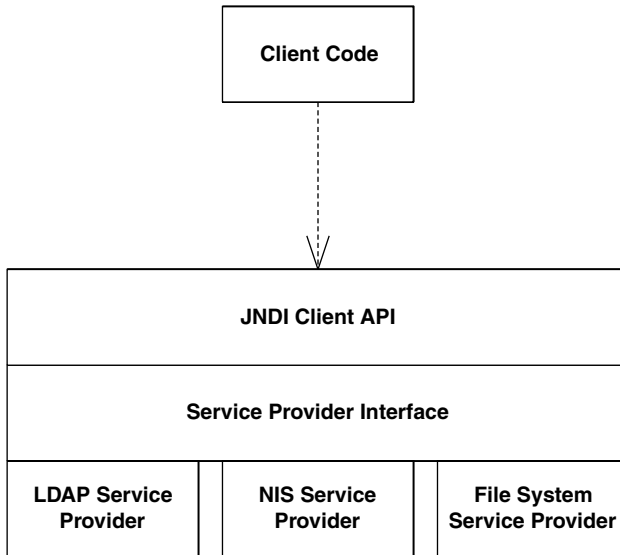 Client Code
JNDI Client API
Service Provider Interface
LDAP Service
Provider
NIS Service
Provider
File System
Service Provider